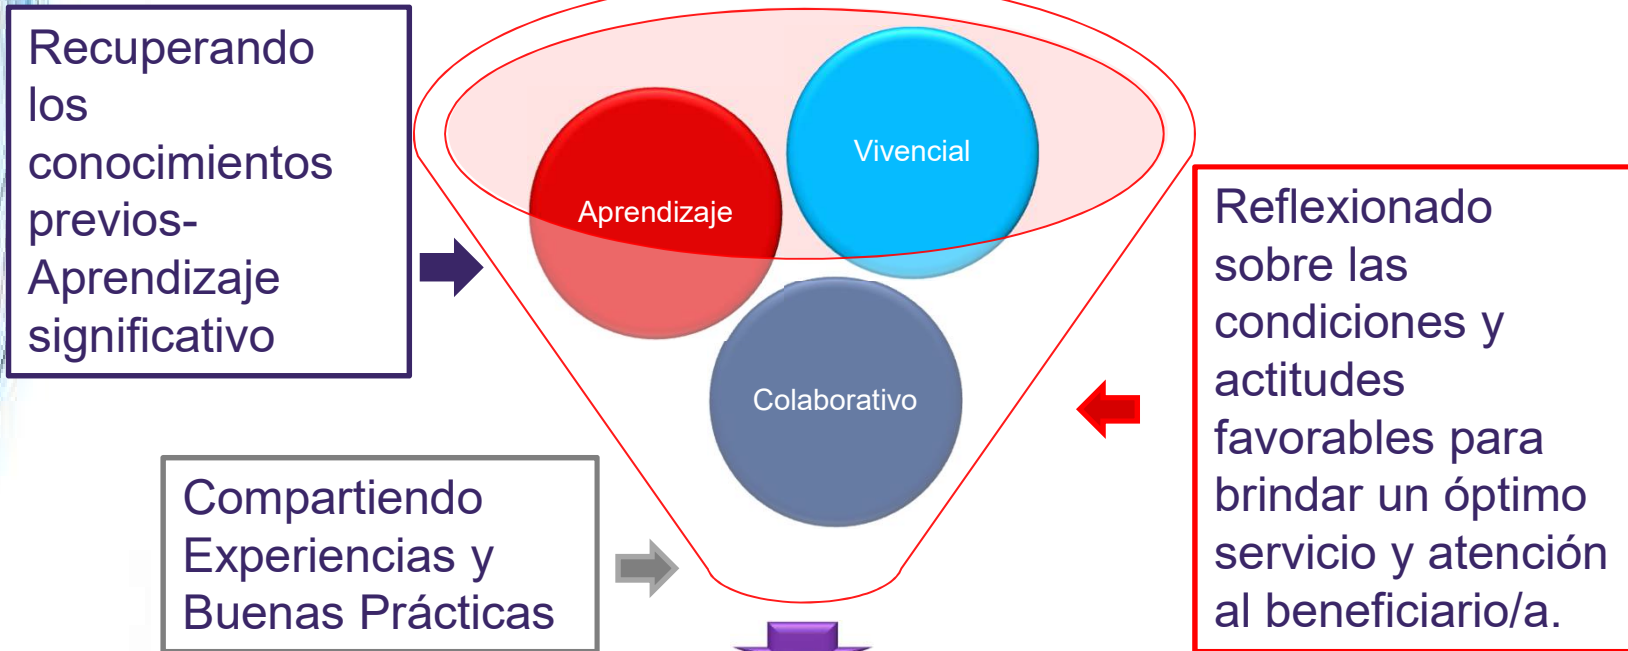 Recuperando
los
conocimientos
previos-
Aprendizaje
significativo
Vivencial
Aprendizaje
Colaborativo
Compartiendo
Experiencias y
Buenas Prácticas
Reflexionado
sobre las
condiciones y
actitudes
favorables para
brindar un óptimo
servicio y atención
al beneficiario/a.